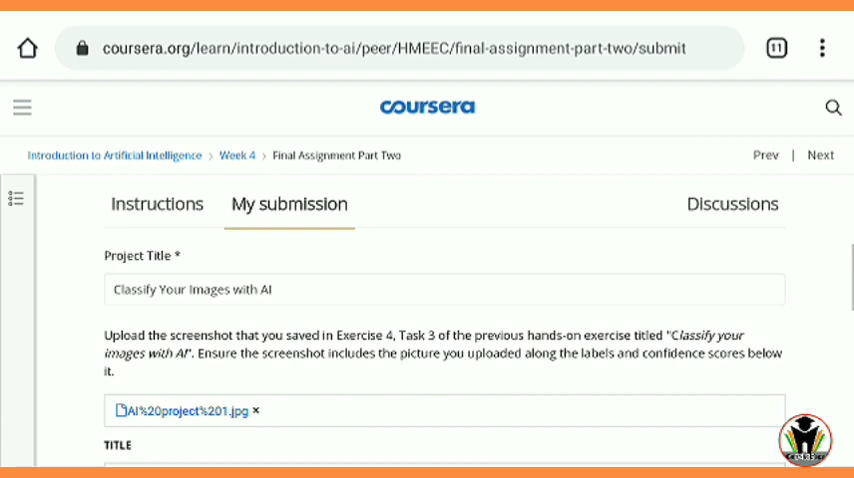 coursera.org/learn/introduction-to-ai/peer/HMEEC/final-assignment-part-two/submit
11
coursera
Introduction to Artificial Intelligence > Week 4 > Final Assignment Part Two
Prev | Next
Instructions My submission Discussions
Project Title *
Classify Your Images with AI
Upload the screenshot that you saved in Exercise 4, Task 3 of the previous hands-on exercise titled "Classify your
images with AI". Ensure the screenshot includes the picture you uploaded along the labels and confidence scores below
it.
AI%20project%201.jpg ×
TITLE